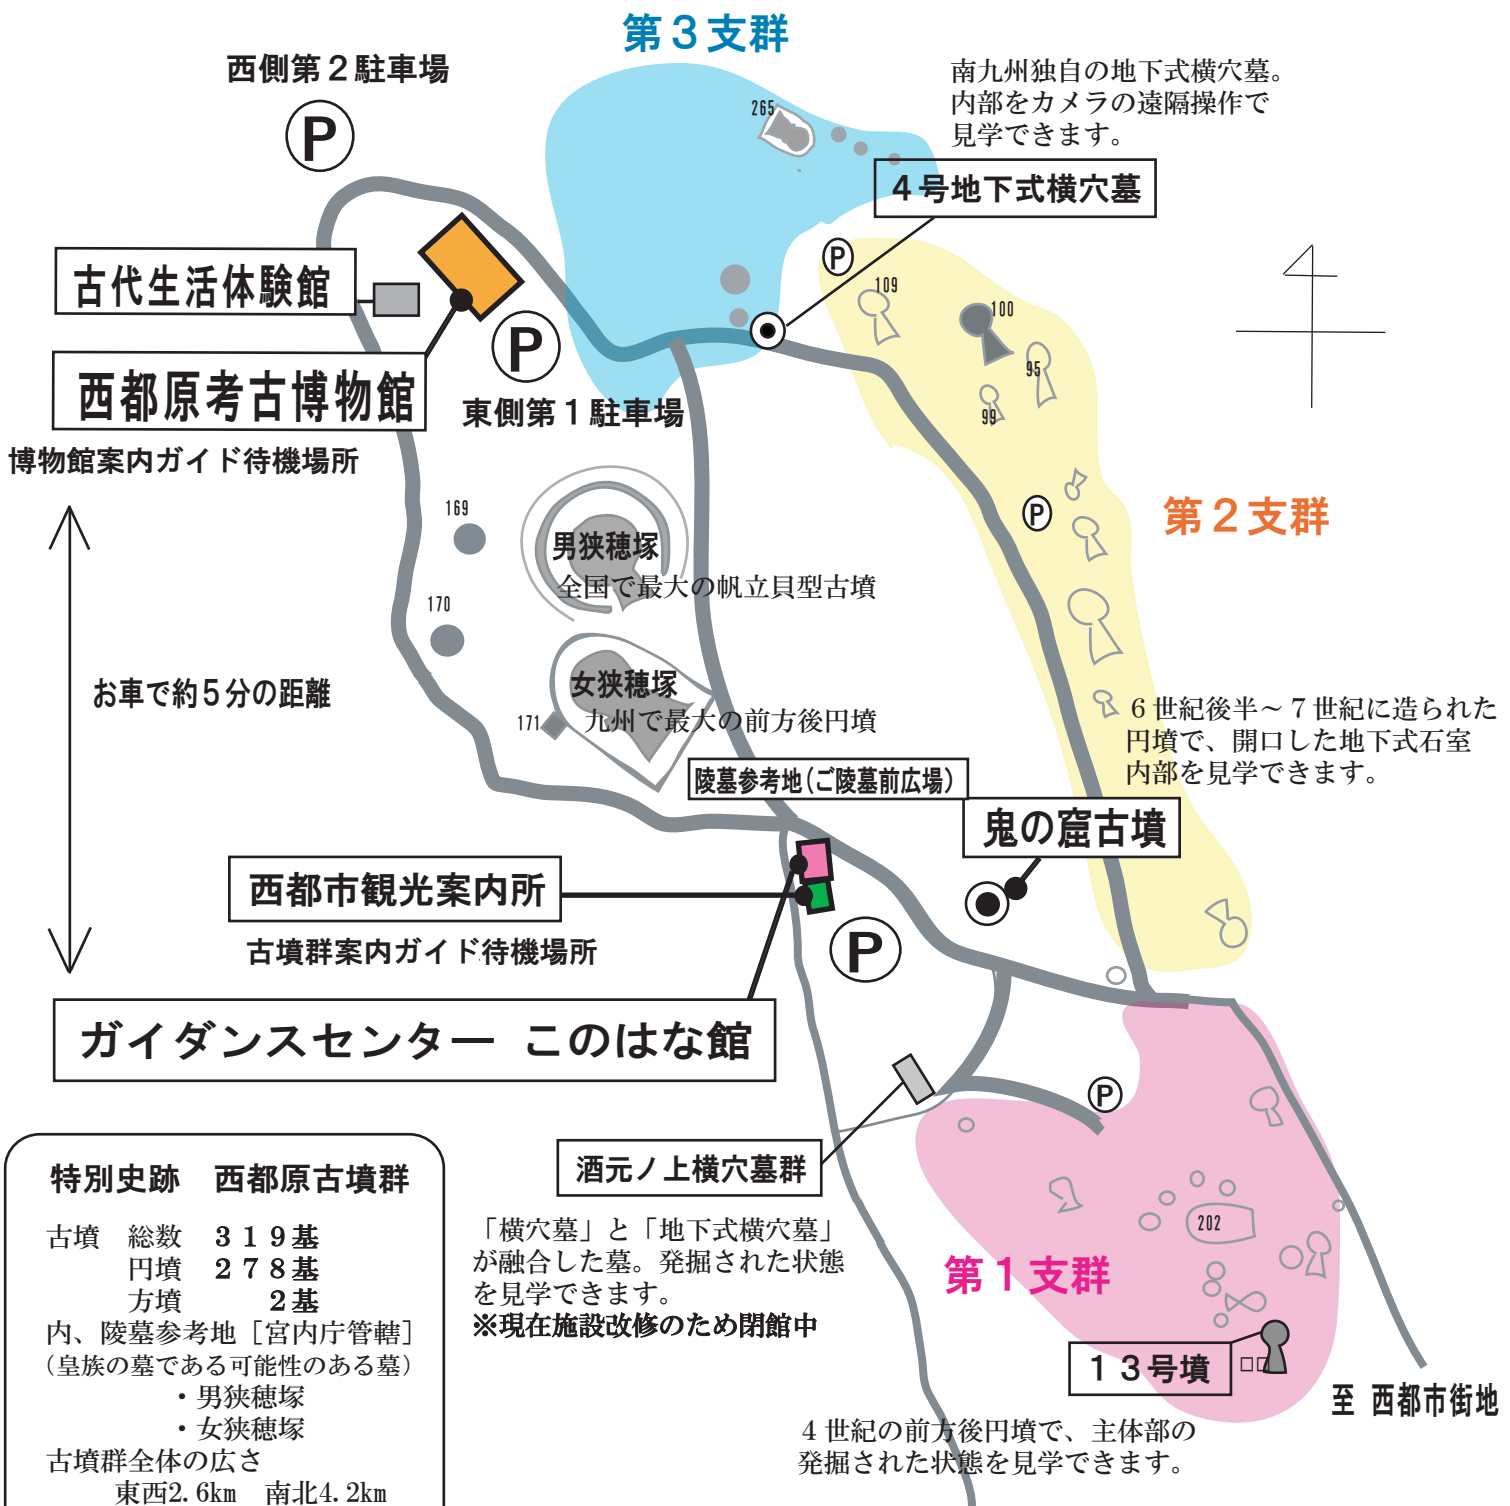 第３支群
西側第２駐車場
P
南九州独自の地下式横穴墓。
内部をカメラの遠隔操作で
見学できます。
265
４号地下式横穴墓
P
古代生活体験館
109
100
P
95
99
西都原考古博物館
東側第１駐車場
博物館案内ガイド待機場所
169
P
第２支群
男狭穂塚
全国で最大の帆立貝型古墳
170
お車で約５分の距離
女狭穂塚
171
九州で最大の前方後円墳
６世紀後半～７世紀に造られた
円墳で、開口した地下式石室
内部を見学できます。
陵墓参考地(ご陵墓前広場)
鬼の窟古墳
西都市観光案内所
古墳群案内ガイド待機場所
P
ガイダンスセンター このはな館
P
酒元ノ上横穴墓群
「横穴墓」と「地下式横穴墓」
が融合した墓。発掘された状態
を見学できます。
※現在施設改修のため閉館中
202
第１支群
１３号墳
至 西都市街地
４世紀の前方後円墳で、主体部の
発掘された状態を見学できます。
特別史跡 西都原古墳群
古墳 総数 ３１９基
円墳 ２７８基
方墳 ２基
内、陵墓参考地［宮内庁管轄］
（皇族の墓である可能性のある墓）
・男狭穂塚
・女狭穂塚
古墳群全体の広さ
東西2.6km 南北4.2km